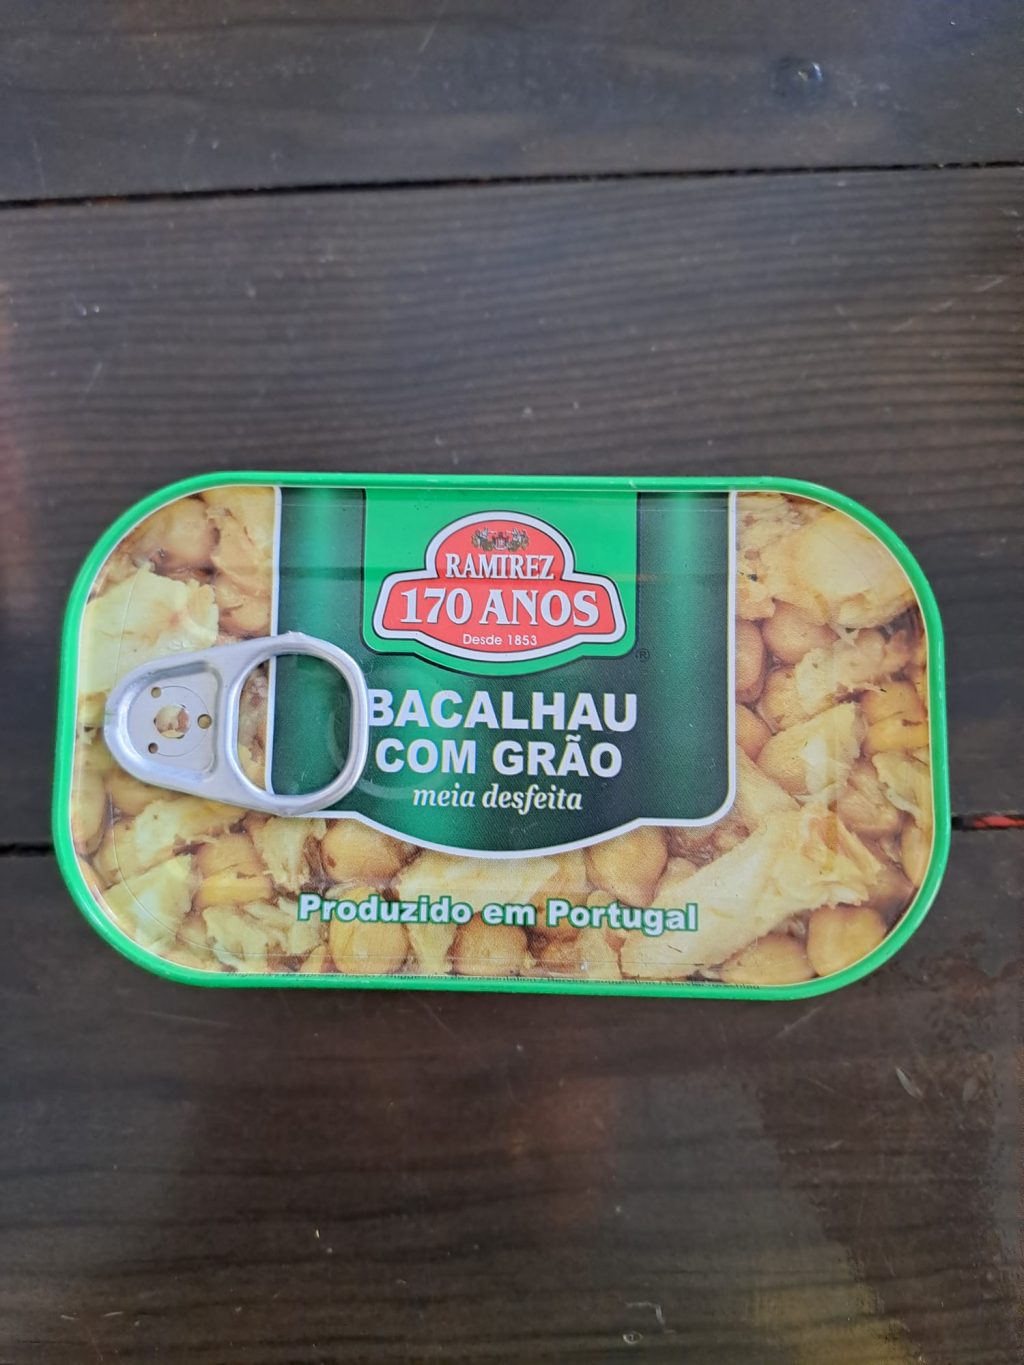 RAMIREZ
170 ANOS
Desde 1853
®
BACALHAU
COM GRÃO
meia desfeita
Produzido em Portugal